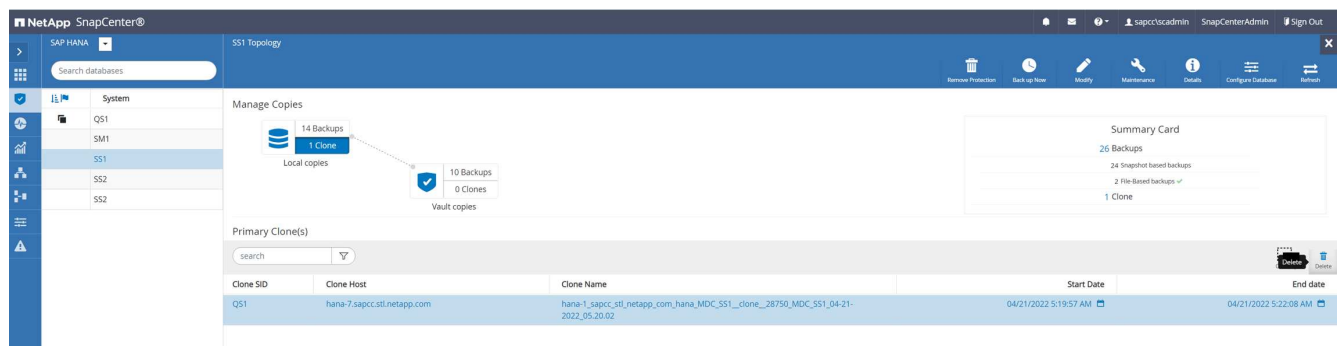 NetApp SnapCenter®
sapcc\scadmin SnapCenterAdmin Sign Out
SAP HANA
SS1 Topology
Search databases
Remove Protection Back up Now Modify Maintenance Details Configure Database Refresh
System
QS1
SM1
SS1
SS2
SS2
Manage Copies
14 Backups
1 Clone
Local copies
10 Backups
0 Clones
Vault copies
Summary Card
26 Backups
24 Snapshot based backups
2 File-Based backups
1 Clone
Primary Clone(s)
search
Delete Delete
Clone SID Clone Host Clone Name Start Date End date
QS1 hana-7.sapcc.stl.netapp.com hana-1_sapcc_stl_netapp_com_hana_MDC_SS1__clone__28750_MDC_SS1_04-21- 04/21/2022 5:19:57 AM 04/21/2022 5:22:08 AM
2022_05.20.02